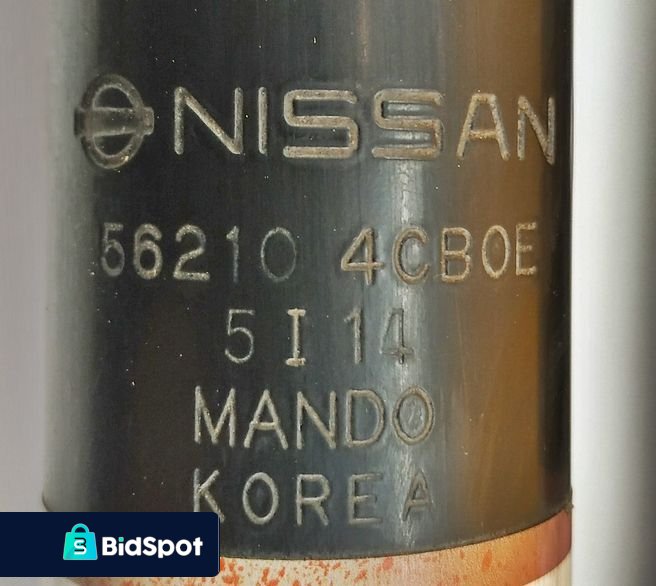 NISSAN
56210 4CB0E
5 I 14
MANDO
KOREA
BidSpot